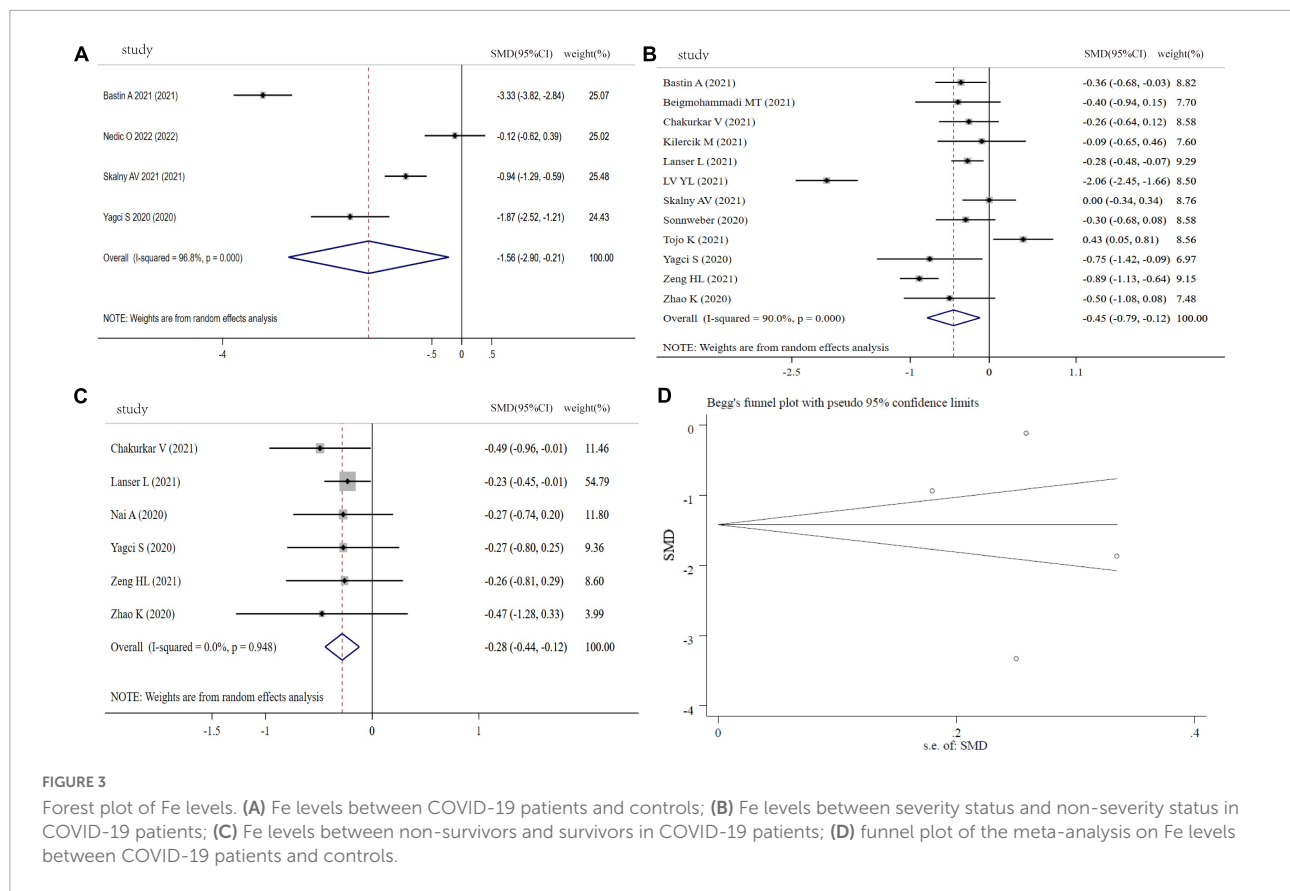 A
study
SMD(95%CI) weight(%)
Bastin A 2021 (2021) -3.33 (-3.82, -2.84) 25.07
Nedic O 2022 (2022) -0.12 (-0.62, 0.39) 25.02
Skalny AV 2021 (2021) -0.94 (-1.29, -0.59) 25.48
Yagci S 2020 (2020) -1.87 (-2.52, -1.21) 24.43
Overall (I-squared = 96.8%, p = 0.000) -1.56 (-2.90, -0.21) 100.00
NOTE: Weights are from random effects analysis
-4 -.5 0 .5
B
study
SMD(95%CI) weight(%)
Bastin A (2021) -0.36 (-0.68, -0.03) 8.82
Beigmohammadi MT (2021) -0.40 (-0.94, 0.15) 7.70
Chakurkar V (2021) -0.26 (-0.64, 0.12) 8.58
Kilercik M (2021) -0.09 (-0.65, 0.46) 7.60
Lanser L (2021) -0.28 (-0.48, -0.07) 9.29
LV YL (2021) -2.06 (-2.45, -1.66) 8.50
Skalny AV (2021) 0.00 (-0.34, 0.34) 8.76
Sonnweber (2020) -0.30 (-0.68, 0.08) 8.58
Tojo K (2021) 0.43 (0.05, 0.81) 8.56
Yagci S (2020) -0.75 (-1.42, -0.09) 6.97
Zeng HL (2021) -0.89 (-1.13, -0.64) 9.15
Zhao K (2020) -0.50 (-1.08, 0.08) 7.48
Overall (I-squared = 90.0%, p = 0.000) -0.45 (-0.79, -0.12) 100.00
NOTE: Weights are from random effects analysis
-2.5 -1 0 1.1
C
study
SMD(95%CI) weight(%)
Chakurkar V (2021) -0.49 (-0.96, -0.01) 11.46
Lanser L (2021) -0.23 (-0.45, -0.01) 54.79
Nai A (2020) -0.27 (-0.74, 0.20) 11.80
Yagci S (2020) -0.27 (-0.80, 0.25) 9.36
Zeng HL (2021) -0.26 (-0.81, 0.29) 8.60
Zhao K (2020) -0.47 (-1.28, 0.33) 3.99
Overall (I-squared = 0.0%, p = 0.948) -0.28 (-0.44, -0.12) 100.00
NOTE: Weights are from random effects analysis
-1.5 -1 0 1
D
Begg's funnel plot with pseudo 95% confidence limits
SMD
0
-1
-2
-3
-4
0 .2 .4
s.e. of: SMD
FIGURE 3
Forest plot of Fe levels. (A) Fe levels between COVID-19 patients and controls; (B) Fe levels between severity status and non-severity status in
COVID-19 patients; (C) Fe levels between non-survivors and survivors in COVID-19 patients; (D) funnel plot of the meta-analysis on Fe levels
between COVID-19 patients and controls.